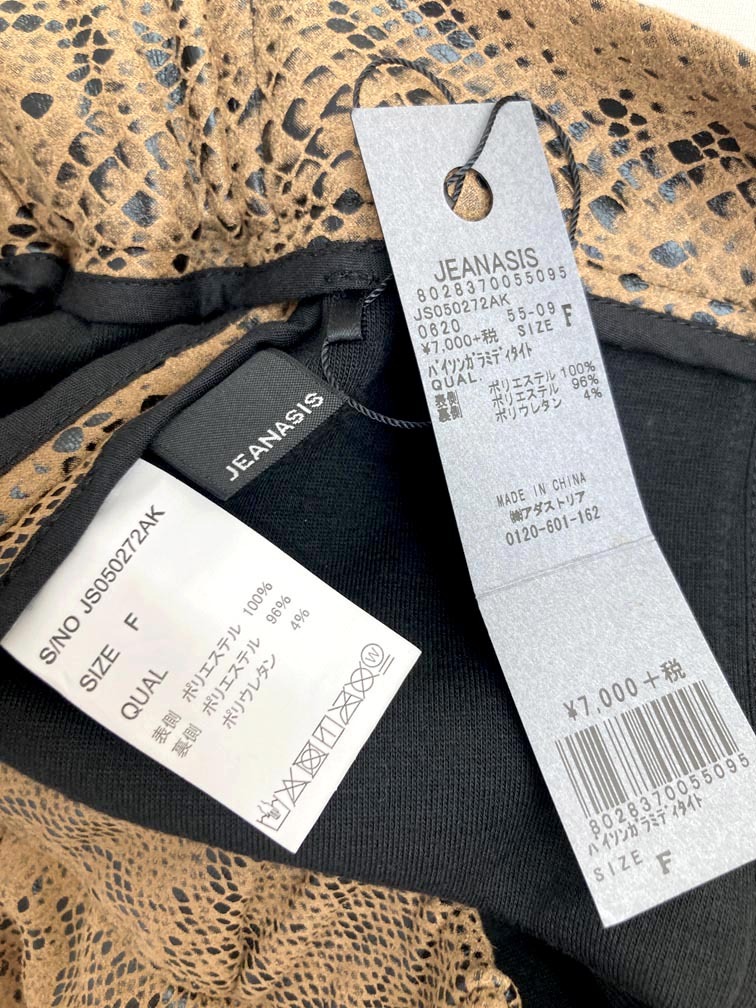 JEANASIS
8028370055095
JS050272AK
0620 55-09
¥7,000+税 SIZE F
パイソンガラミディタイト
QUAL.
表側 ポリエステル 100%
裏側 ポリエステル 96%
ポリウレタン 4%
MADE IN CHINA
㈱アダストリア
0120-601-162
¥7,000+税
8028370055095
パイソンガラミディタイト
SIZE F
JEANASIS
S/NO JS050272AK
SIZE F
QUAL
表側 ポリエステル 100%
裏側 ポリエステル 96%
ポリウレタン 4%